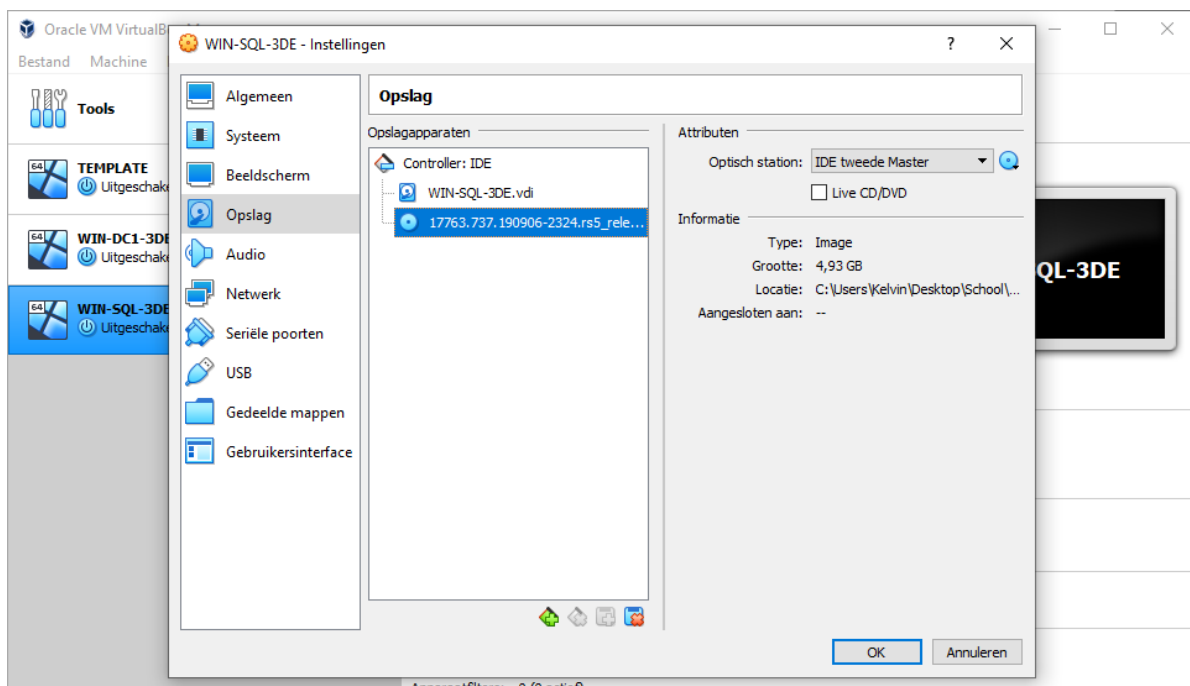 Oracle VM VirtualB
Bestand Machine
Tools
64
TEMPLATE
Uitgeschake
64
WIN-DC1-3DE
Uitgeschake
64
WIN-SQL-3DE
Uitgeschake
WIN-SQL-3DE - Instellingen
?
Algemeen
Systeem
Beeldscherm
Opslag
Audio
Netwerk
Seriële poorten
USB
Gedeelde mappen
Gebruikersinterface
Opslag
Opslagapparaten
Controller: IDE
WIN-SQL-3DE.vdi
17763.737.190906-2324.rs5_rele...
Attributen
Optisch station: IDE tweede Master
Live CD/DVD
Informatie
Type: Image
Grootte: 4,93 GB
Locatie: C:\Users\Kelvin\Desktop\School\...
Aangesloten aan: --
OK Annuleren
QL-3DE